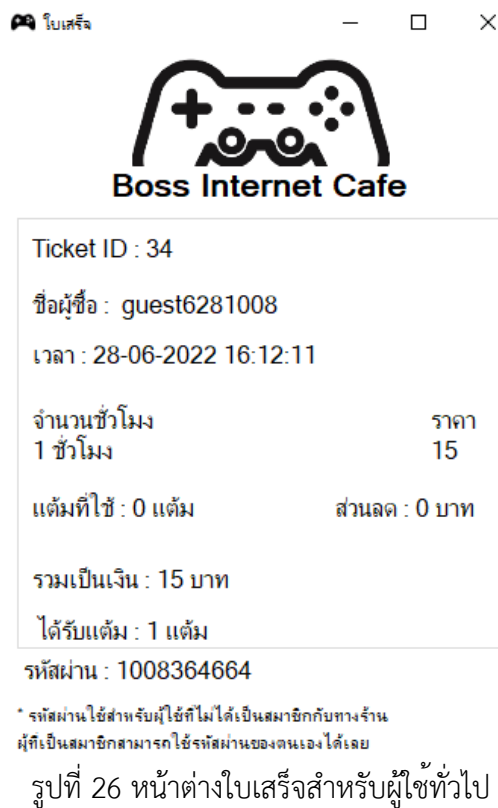 ใบเสร็จ
Boss Internet Cafe
Ticket ID : 34
ชื่อผู้ซื้อ : guest6281008
เวลา : 28-06-2022 16:12:11
จำนวนชั่วโมง ราคา
1 ชั่วโมง 15
แต้มที่ใช้ : 0 แต้ม ส่วนลด : 0 บาท
รวมเป็นเงิน : 15 บาท
ได้รับแต้ม : 1 แต้ม
รหัสผ่าน : 1008364664
* รหัสผ่านใช้สำหรับผู้ใช้ที่ไม่ได้เป็นสมาชิกกับทางร้าน
ผู้ที่เป็นสมาชิกสามารถใช้รหัสผ่านของตนเองได้เลย
รูปที่ 26 หน้าต่างใบเสร็จสำหรับผู้ใช้ทั่วไป